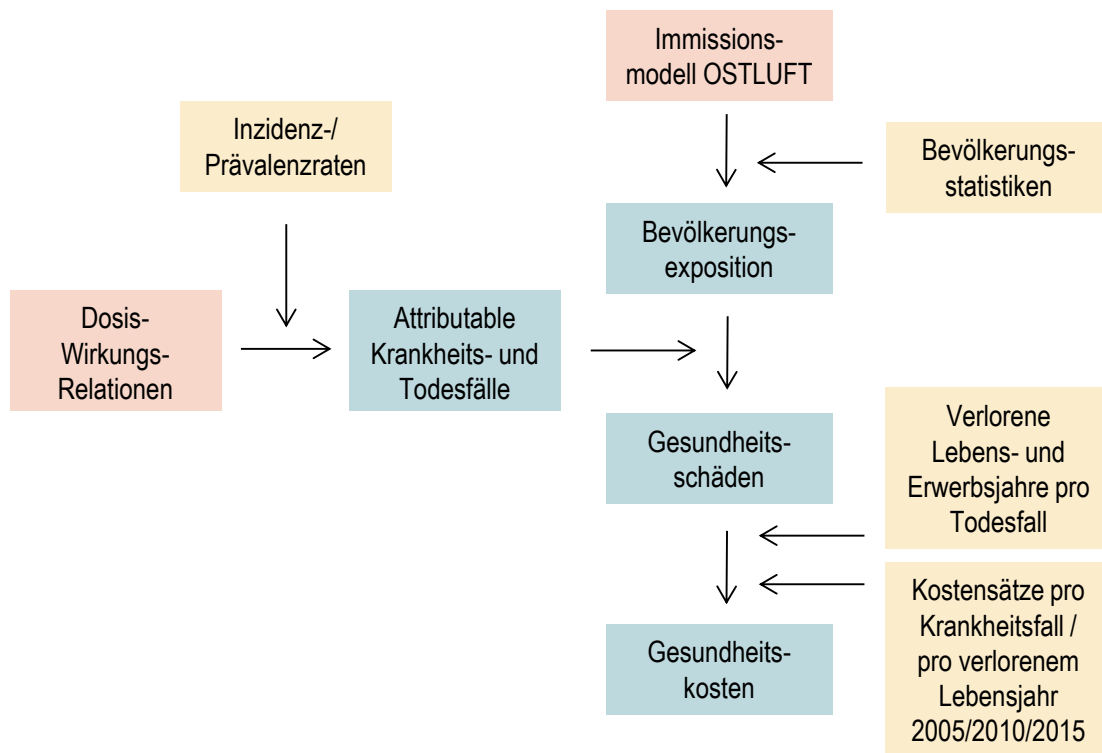 Immissions-
modell OSTLUFT
Inzidenz-/
Prävalenzraten
Bevölkerungs-
statistiken
Bevölkerungs-
exposition
Dosis-
Wirkungs-
Relationen
Attributable
Krankheits- und
Todesfälle
Gesundheits-
schäden
Verlorene
Lebens- und
Erwerbsjahre pro
Todesfall
Kostensätze pro
Krankheitsfall /
pro verlorenem
Lebensjahr
2005/2010/2015
Gesundheits-
kosten